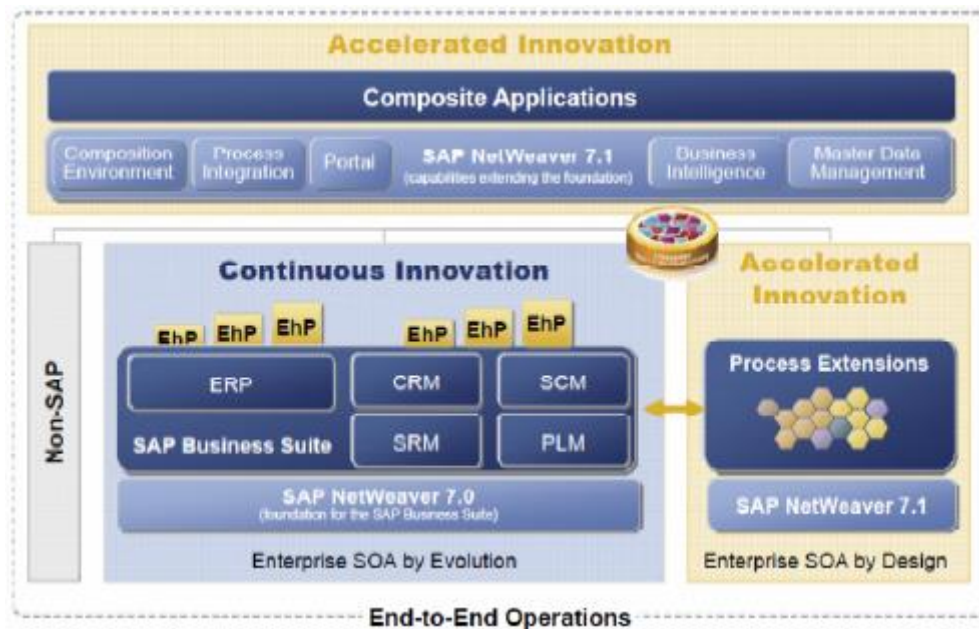 Accelerated Innovation
Composite Applications
Composition
Environment
Process
Integration
Portal
SAP NetWeaver 7.1
(capabilities extending the foundation)
Business
Intelligence
Master Data
Management
Non-SAP
Continuous Innovation
EhP
EhP
EhP
EhP
EhP
EhP
ERP
CRM
SCM
SAP Business Suite
SRM
PLM
SAP NetWeaver 7.0
(foundation for the SAP Business Suite)
Enterprise SOA by Evolution
Accelerated
Innovation
Process Extensions
SAP NetWeaver 7.1
Enterprise SOA by Design
End-to-End Operations